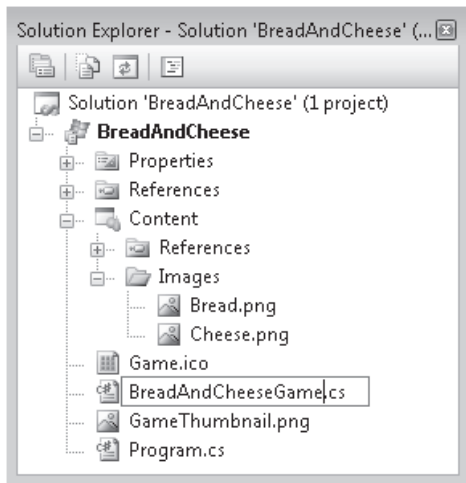 Solution Explorer - Solution 'BreadAndCheese' (...
Solution 'BreadAndCheese' (1 project)
BreadAndCheese
Properties
References
Content
References
Images
Bread.png
Cheese.png
Game.ico
BreadAndCheeseGame.cs
GameThumbnail.png
Program.cs